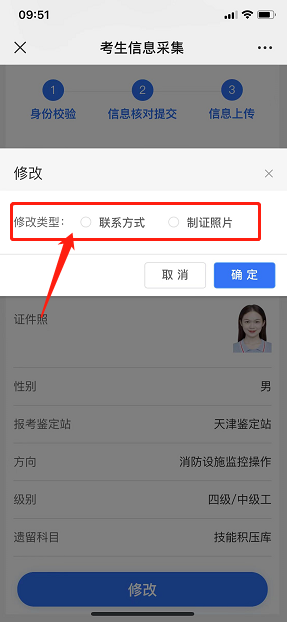 09:51
考生信息采集
1
2
3
身份校验
信息核对提交
信息上传
修改
修改类型：
联系方式
制证照片
取 消
确 定
证件照
性别
男
报考鉴定站
天津鉴定站
方向
消防设施监控操作
级别
四级/中级工
遗留科目
技能积压库
修改